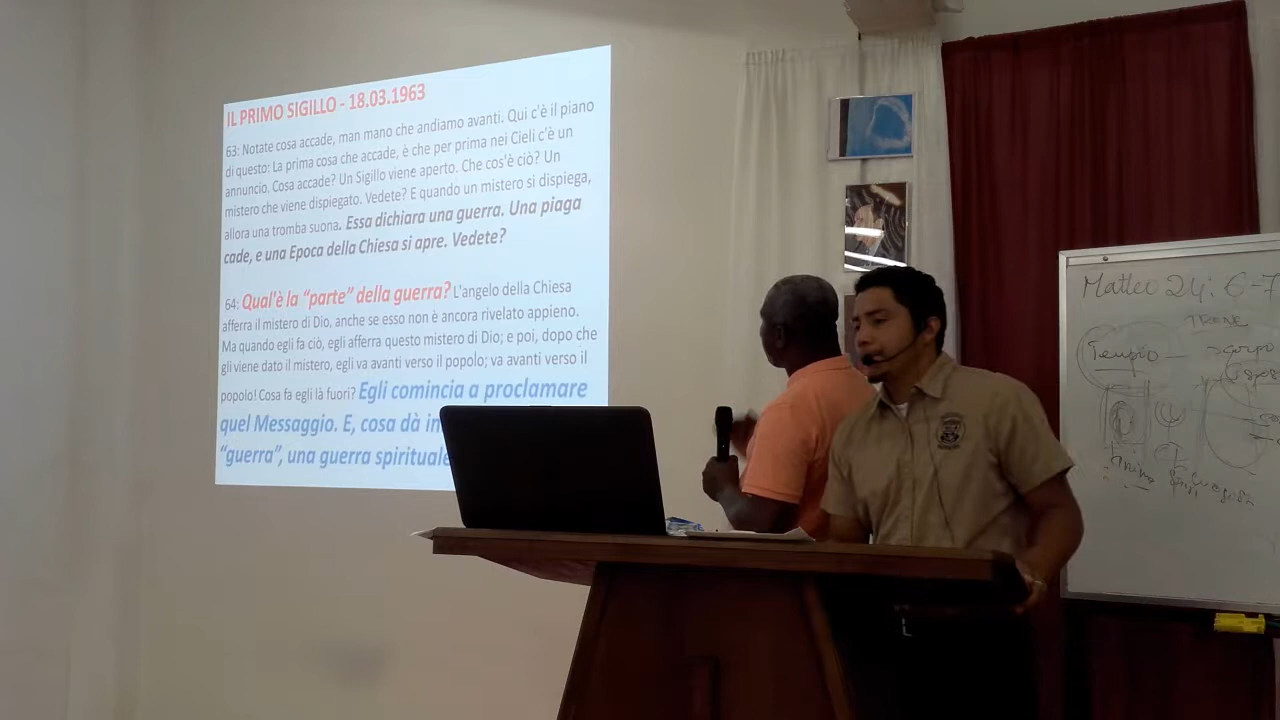 IL PRIMO SIGILLO - 18.03.1963
63: Notate cosa accade, man mano che andiamo avanti. Qui c'è il piano
di questo: La prima cosa che accade, è che per prima nei Cieli c'è un
annuncio. Cosa accade? Un Sigillo viene aperto. Che cos'è ciò? Un
mistero che viene dispiegato. Vedete? E quando un mistero si dispiega,
allora una tromba suona. Essa dichiara una guerra. Una piaga
cade, e una Epoca della Chiesa si apre. Vedete?
64: Qual'è la "parte" della guerra? L'angelo della Chiesa
afferra il mistero di Dio, anche se esso non è ancora rivelato appieno.
Ma quando egli fa ciò, egli afferra questo mistero di Dio; e poi, dopo che
gli viene dato il mistero, egli va avanti verso il popolo; va avanti verso il
popolo! Cosa fa egli là fuori? Egli comincia a proclamare
quel Messaggio. E, cosa dà in
"guerra", una guerra spirituale
Matteo 24: 6-7
Tempio